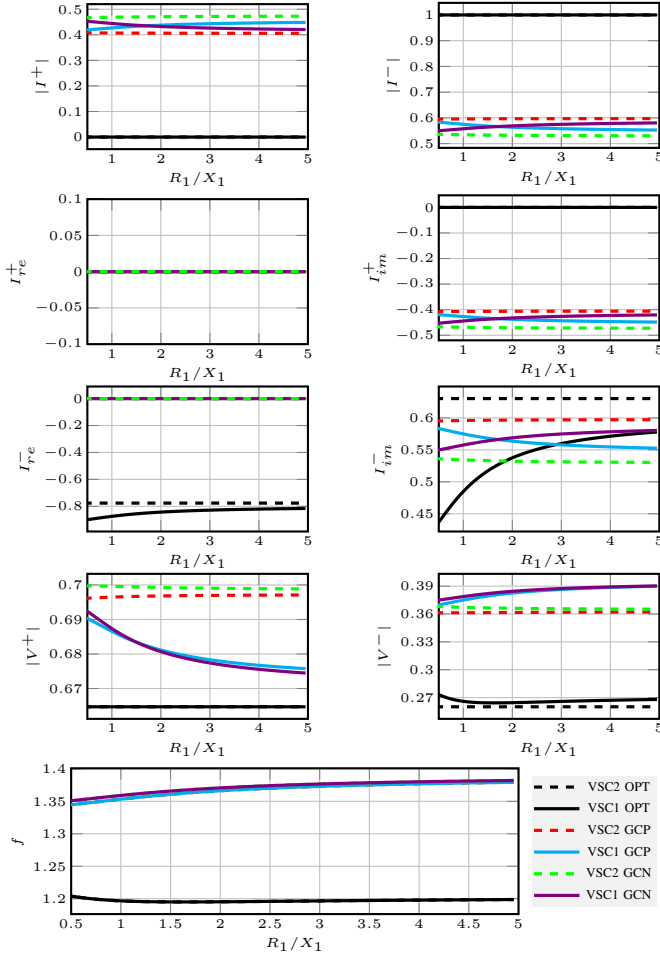 0.5
0.4
0.3
0.2
0.1
0
|I⁺|
1 2 3 4 5
R₁/X₁
1
0.9
0.8
0.7
0.6
0.5
|I⁻|
1 2 3 4 5
R₁/X₁
0.1
0.05
0
−0.05
−0.1
I⁺re
1 2 3 4 5
R₁/X₁
0
−0.1
−0.2
−0.3
−0.4
−0.5
I⁺im
1 2 3 4 5
R₁/X₁
0
−0.2
−0.4
−0.6
−0.8
I⁻re
1 2 3 4 5
R₁/X₁
0.6
0.55
0.5
0.45
I⁻im
1 2 3 4 5
R₁/X₁
0.7
0.69
0.68
0.67
|V⁺|
1 2 3 4 5
R₁/X₁
0.39
0.36
0.33
0.3
0.27
|V⁻|
1 2 3 4 5
R₁/X₁
1.4
1.35
1.3
1.25
1.2
f
0.5 1 1.5 2 2.5 3 3.5 4 4.5 5
R₁/X₁
VSC2 OPT
VSC1 OPT
VSC2 GCP
VSC1 GCP
VSC2 GCN
VSC1 GCN